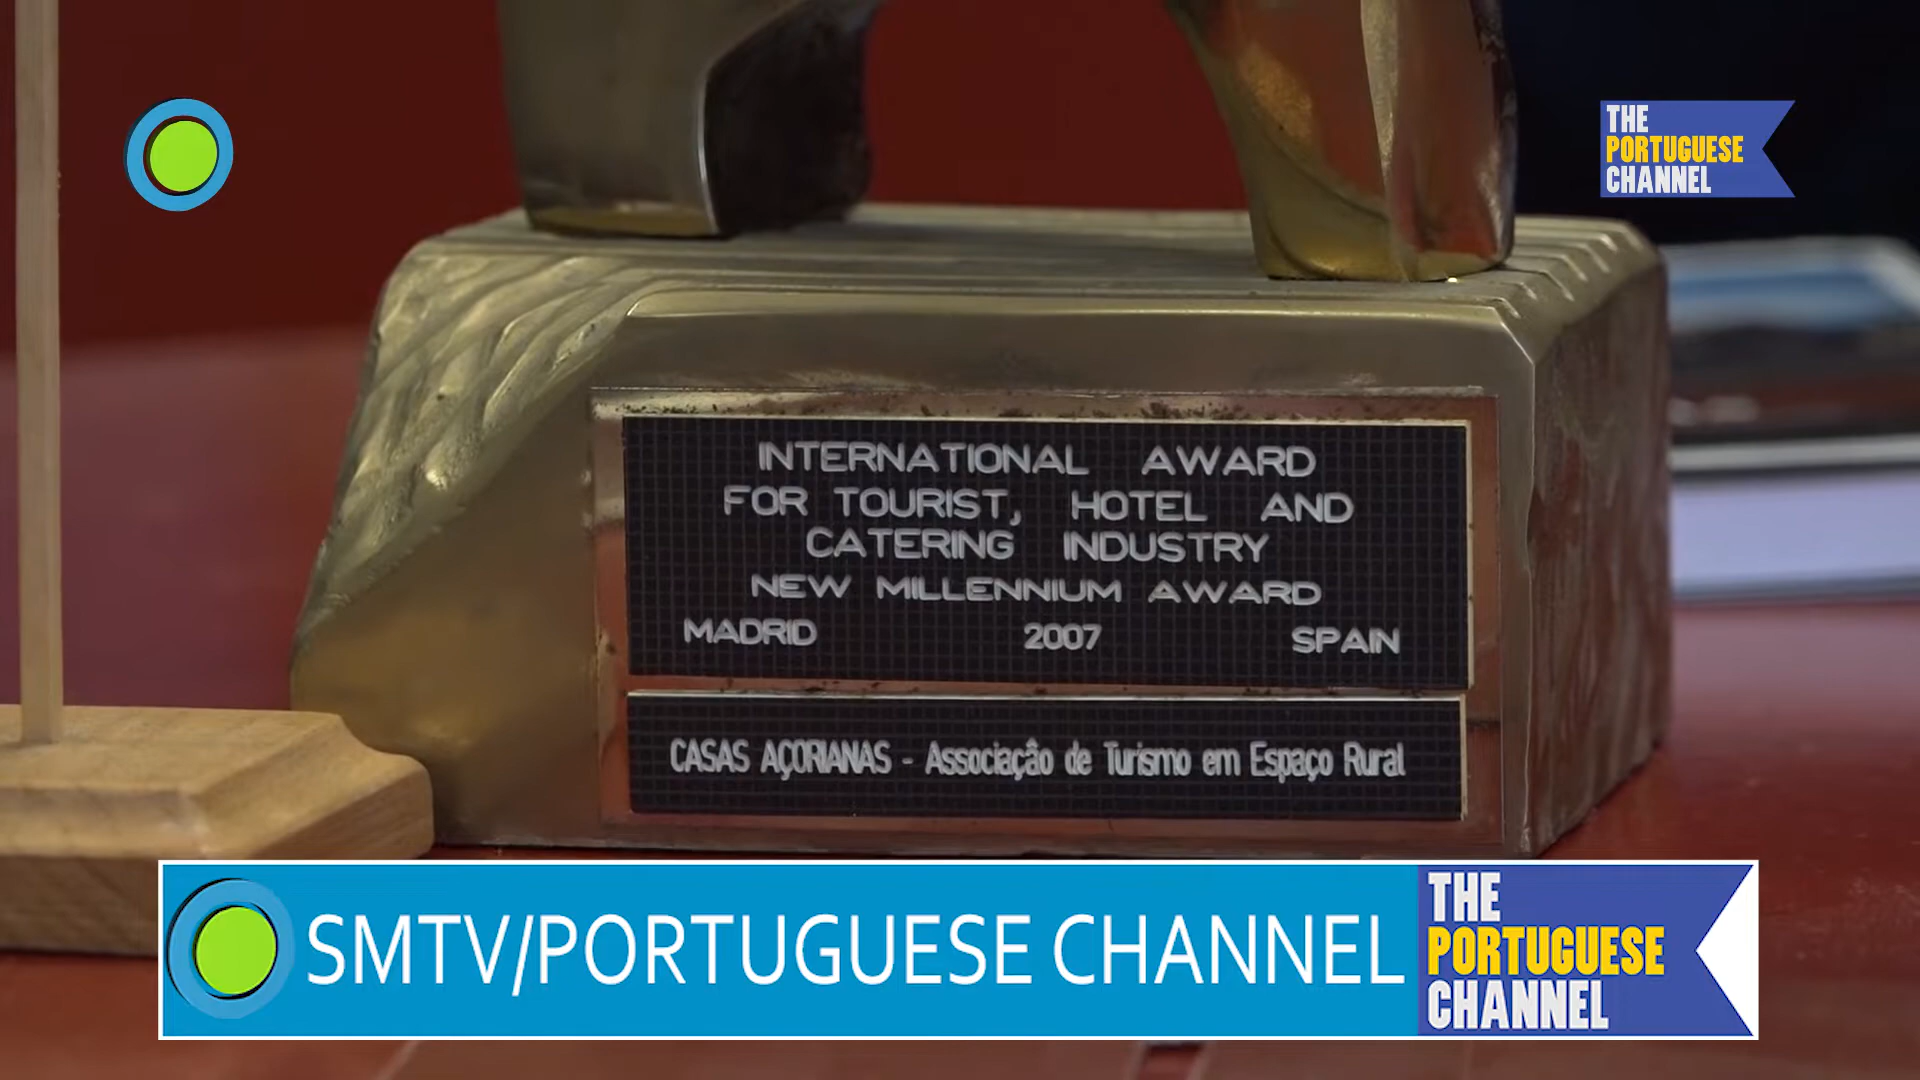 THE
PORTUGUESE
CHANNEL
INTERNATIONAL AWARD
FOR TOURIST, HOTEL AND
CATERING INDUSTRY
NEW MILLENNIUM AWARD
MADRID 2007 SPAIN
CASAS AÇORIANAS - Associação de Turismo em Espaço Rural
SMTV/PORTUGUESE CHANNEL
THE
PORTUGUESE
CHANNEL